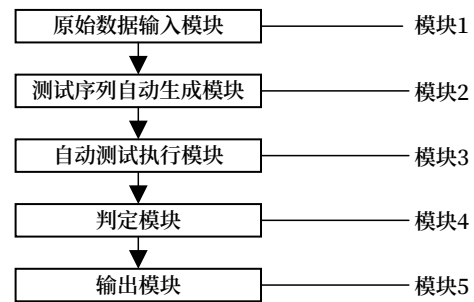 原始数据输入模块 模块1
测试序列自动生成模块 模块2
自动测试执行模块 模块3
判定模块 模块4
输出模块 模块5